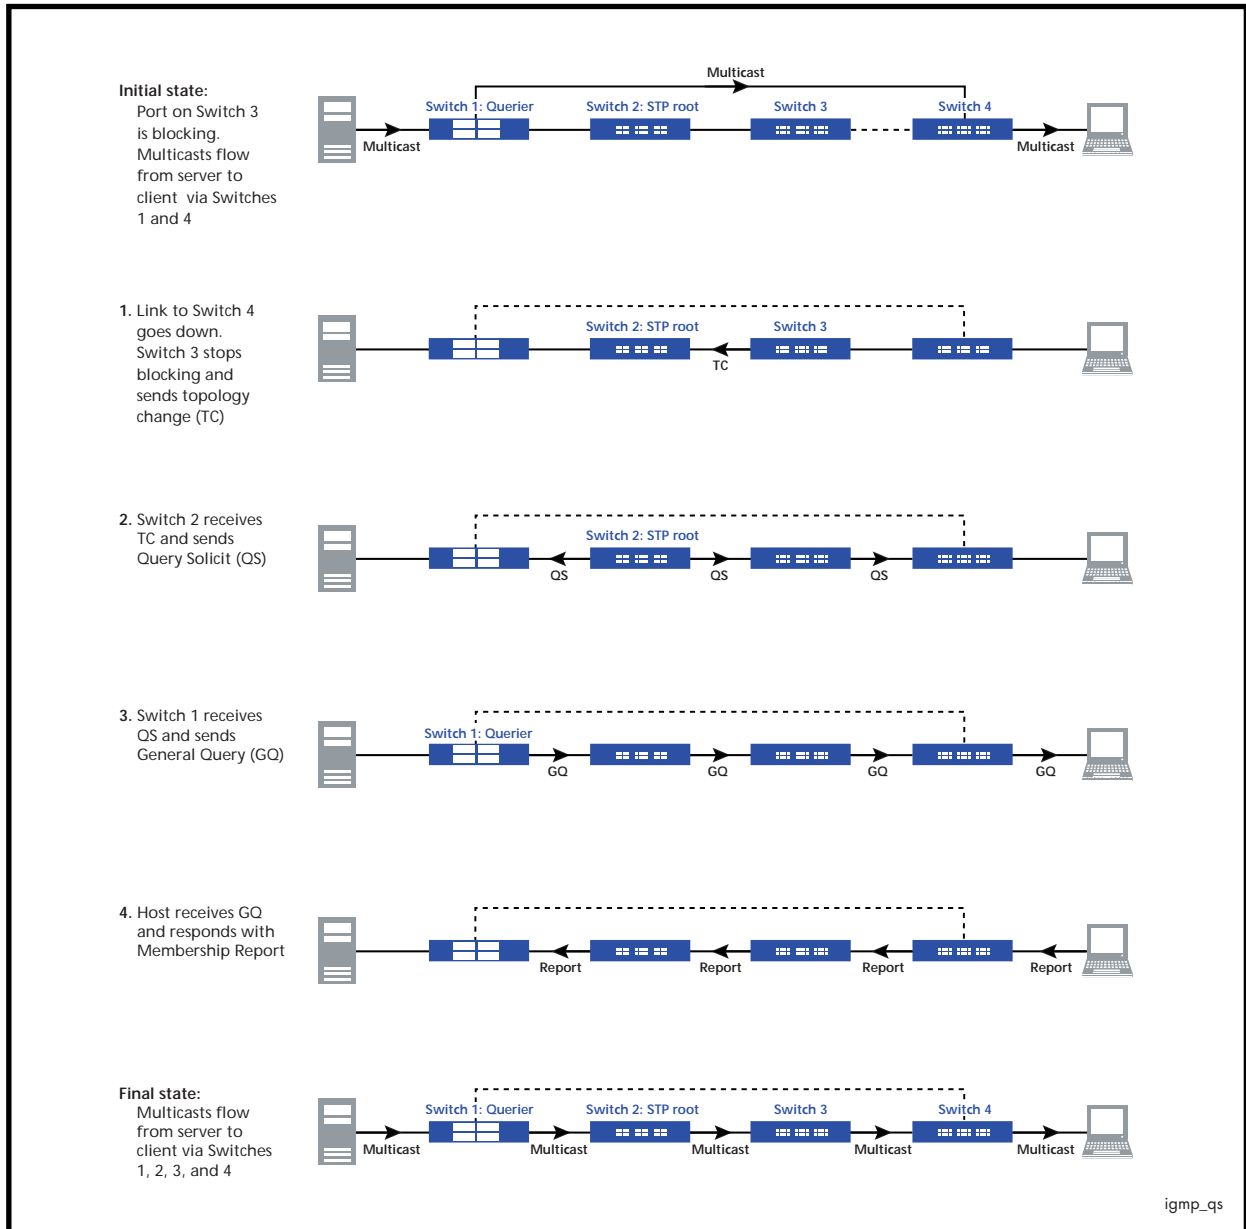 Initial state:
Port on Switch 3
is blocking.
Multicasts flow
from server to
client via Switches
1 and 4
Multicast
Switch 1: Querier
Switch 2: STP root
Switch 3
Switch 4
Multicast
Multicast
1. Link to Switch 4
goes down.
Switch 3 stops
blocking and
sends topology
change (TC)
Switch 2: STP root
Switch 3
TC
2. Switch 2 receives
TC and sends
Query Solicit (QS)
Switch 2: STP root
QS
QS
QS
3. Switch 1 receives
QS and sends
General Query (GQ)
Switch 1: Querier
GQ
GQ
GQ
GQ
4. Host receives GQ
and responds with
Membership Report
Report
Report
Report
Report
Final state:
Multicasts flow
from server to
client via Switches
1, 2, 3, and 4
Switch 1: Querier
Switch 2: STP root
Switch 3
Switch 4
Multicast
Multicast
Multicast
Multicast
Multicast
igmp_qs